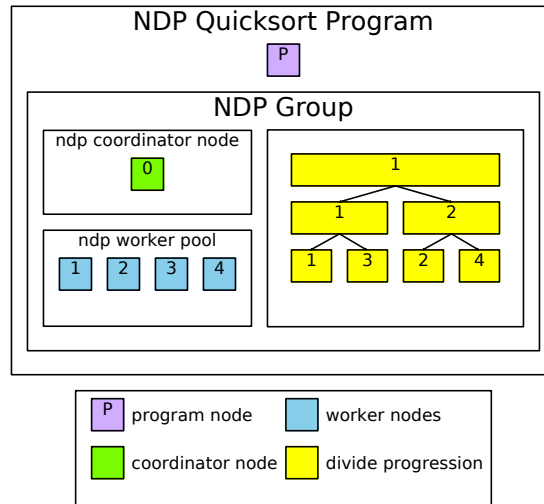 NDP Quicksort Program
P
NDP Group
ndp coordinator node
0
ndp worker pool
1 2 3 4
1
1 2
1 3 2 4
P program node
worker nodes
coordinator node
divide progression